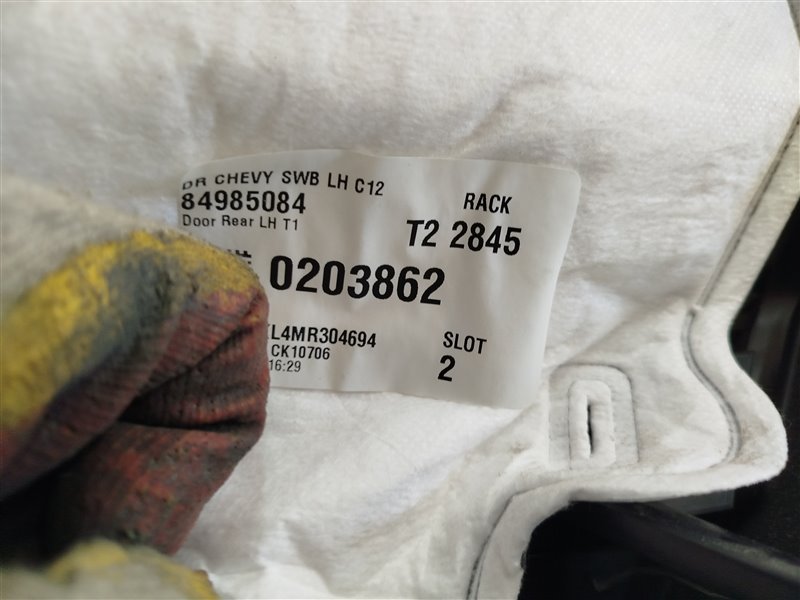 DR CHEVY SWB LH C12
84985084
Door Rear LH T1
RACK
T2 2845
0203862
L4MR304694
CK10706
16:29
SLOT
2